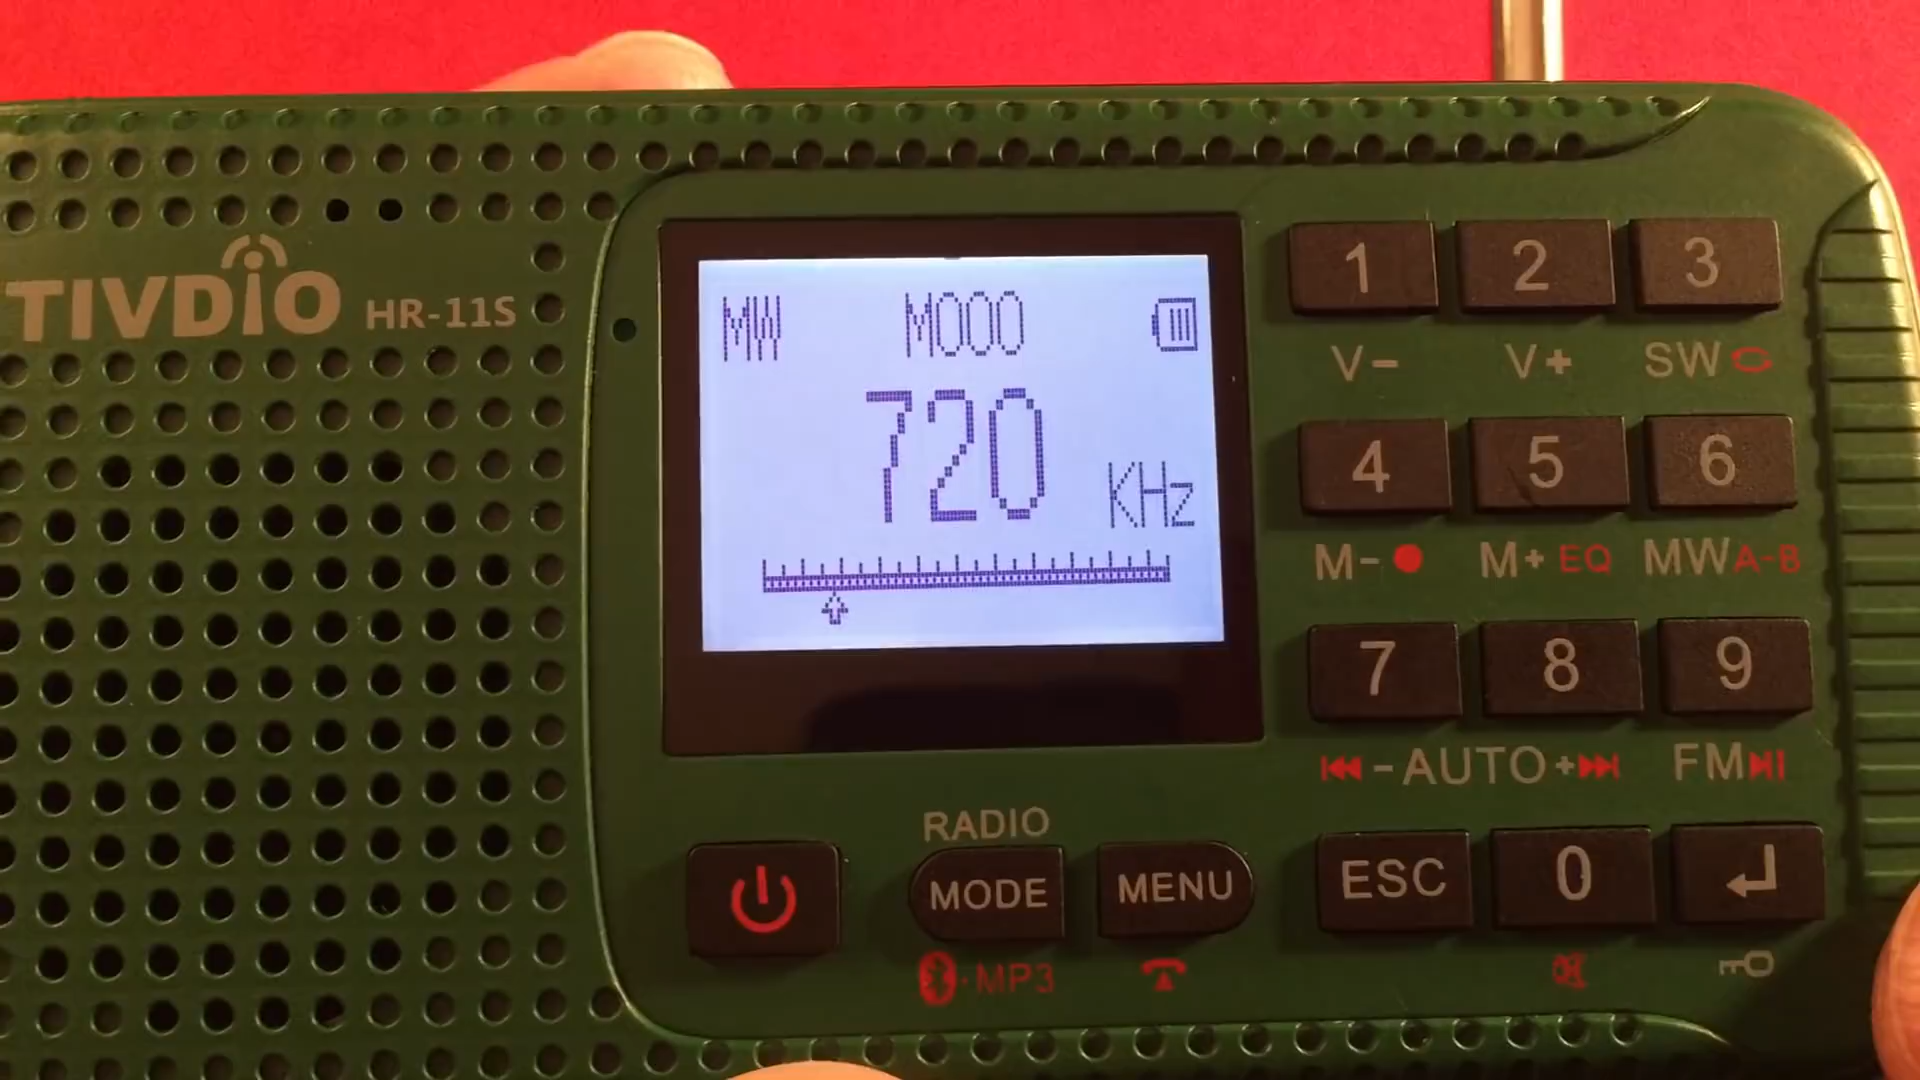 TIVDIO HR-11S
MW M000
720 KHz
1 2 3
V- V+ SW
4 5 6
M- M+ EQ MW A-B
7 8 9
-AUTO+ FM
RADIO
MODE MENU ESC 0
MP3